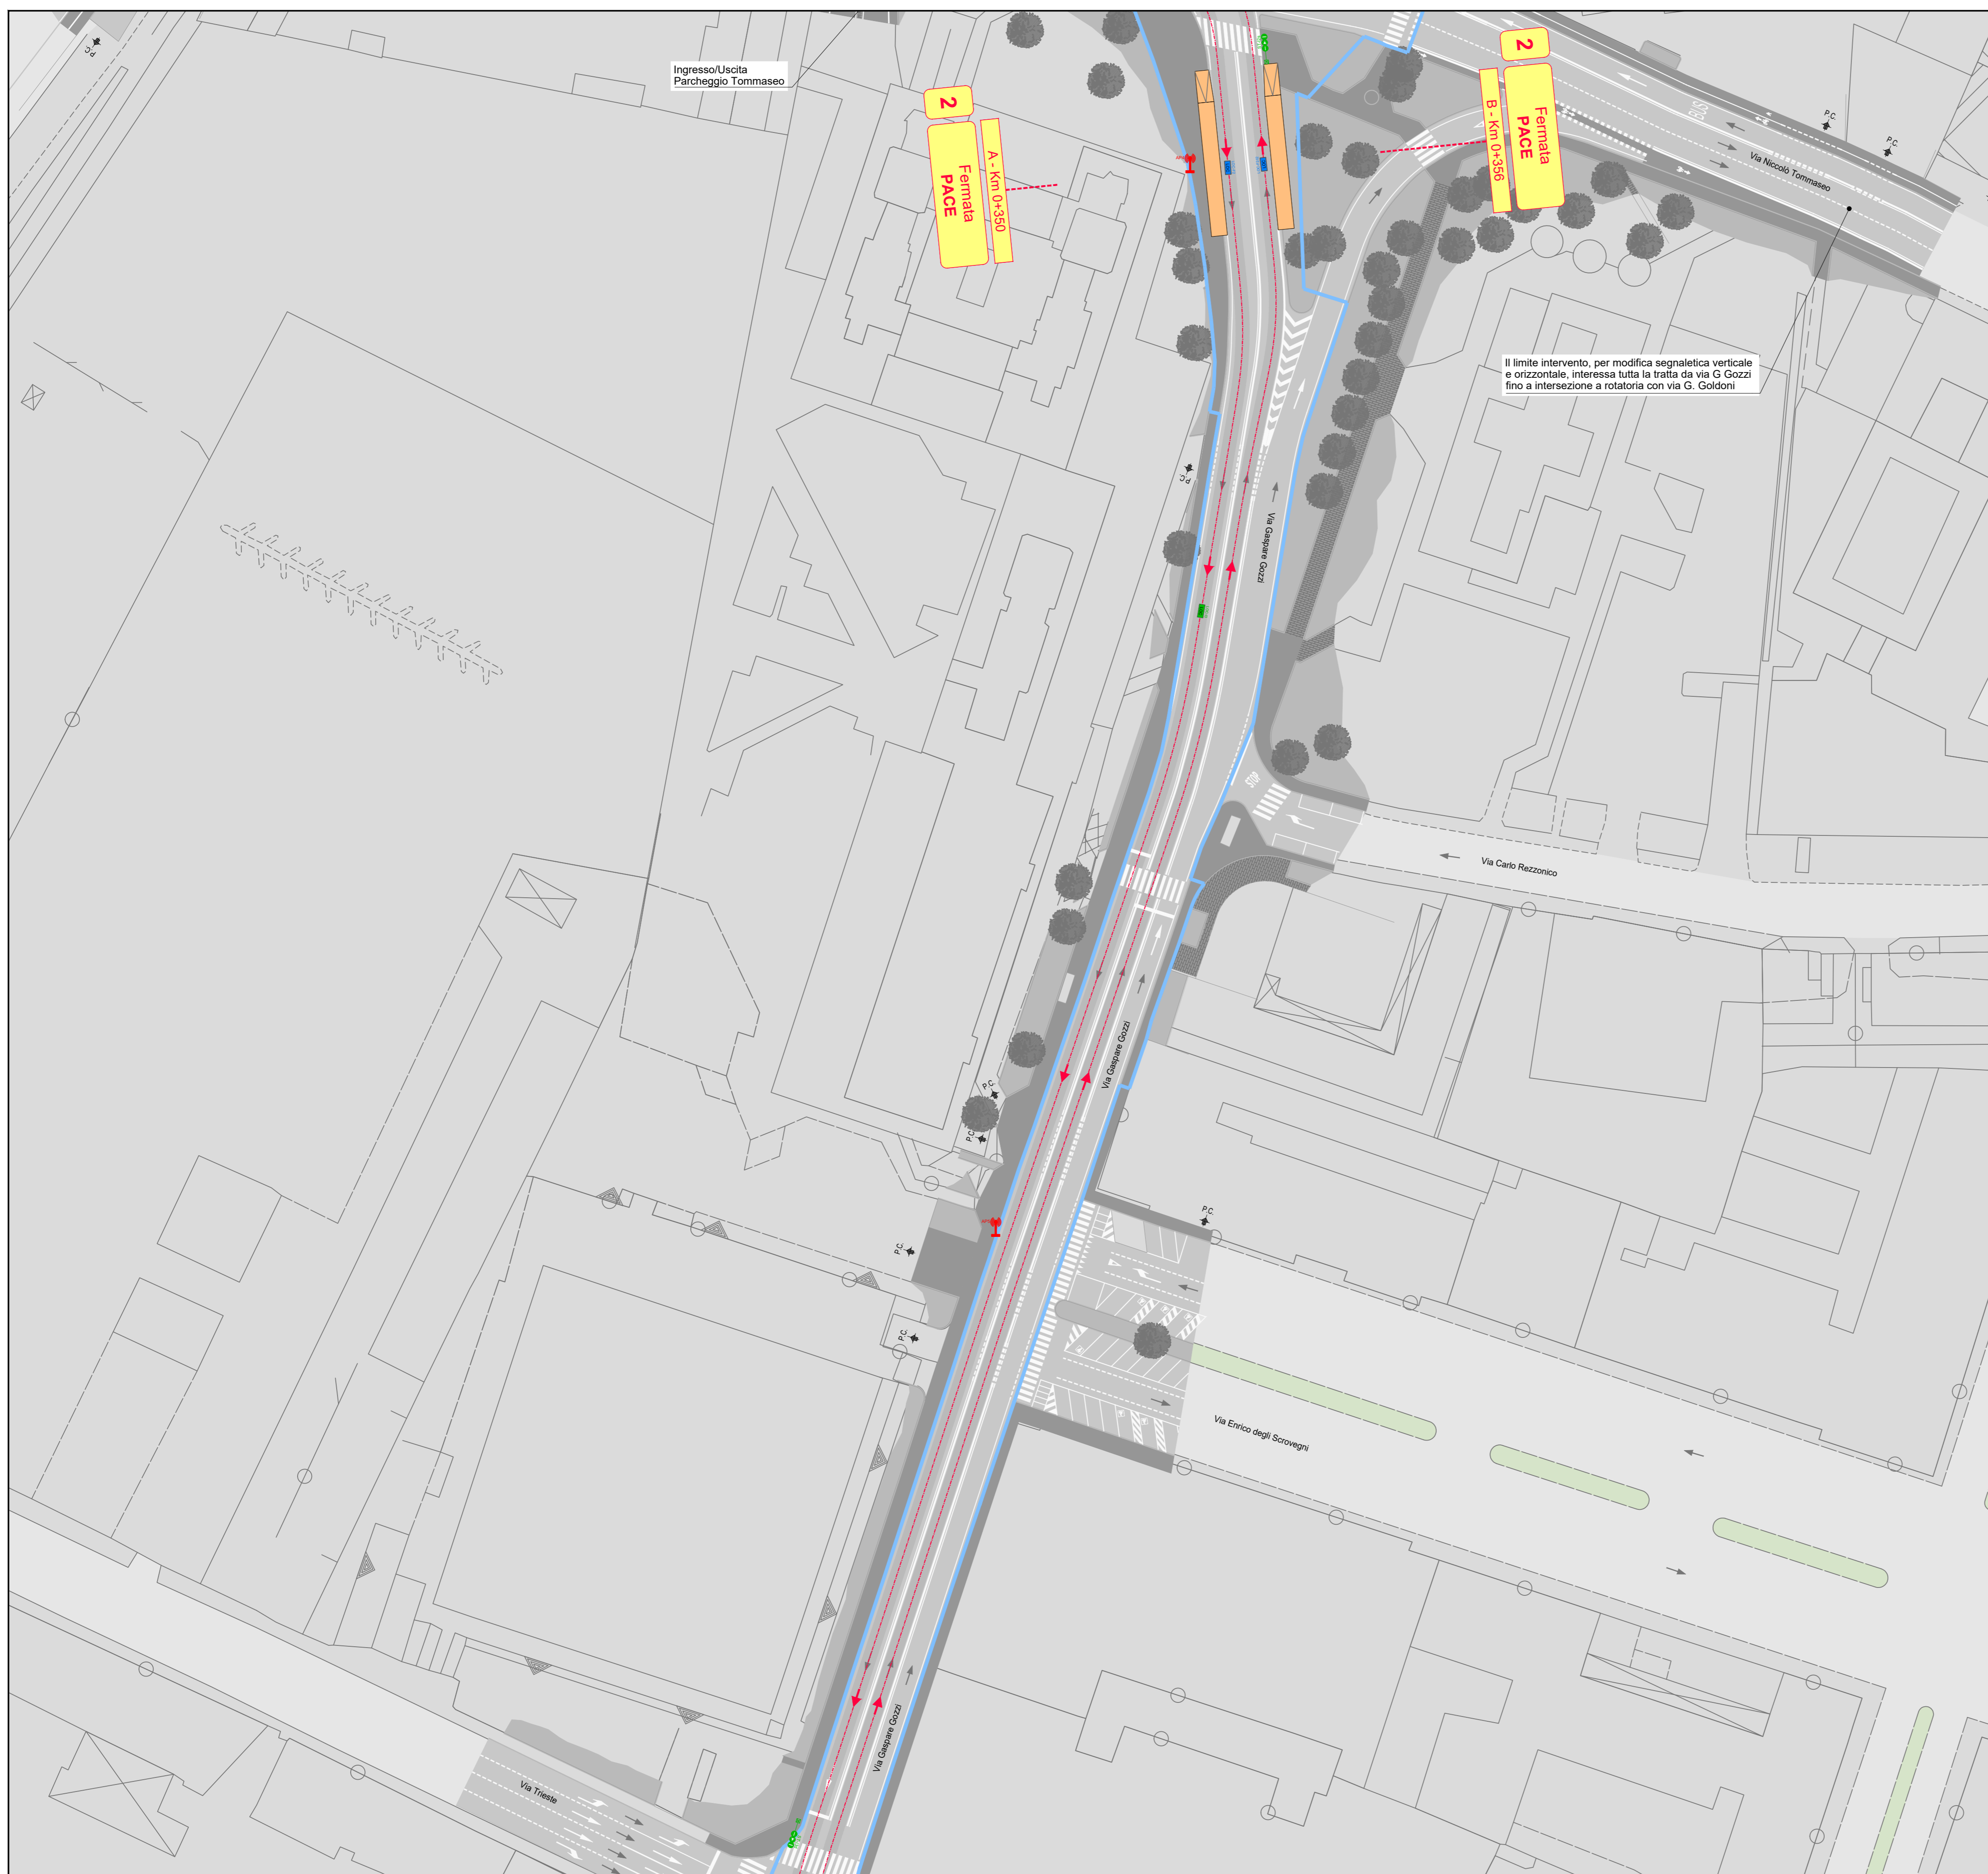 P.C.
Ingresso/Uscita
Parcheggio Tommaseo
2
Fermata
PACE
A - Km 0+350
2
Fermata
PACE
B - Km 0+356
BUS
P.C.
P.C.
Via Niccolò Tommaseo
Il limite intervento, per modifica segnaletica verticale
e orizzontale, interessa tutta la tratta da via G Gozzi
fino a intersezione a rotatoria con via G. Goldoni
P.C.
Via Gaspare Gozzi
STOP
Via Carlo Rezzonico
Via Gaspare Gozzi
P.C.
P.C.
P.C.
P.C.
P.C.
Via Enrico degli Scrovegni
Via Gaspare Gozzi
Via Trieste